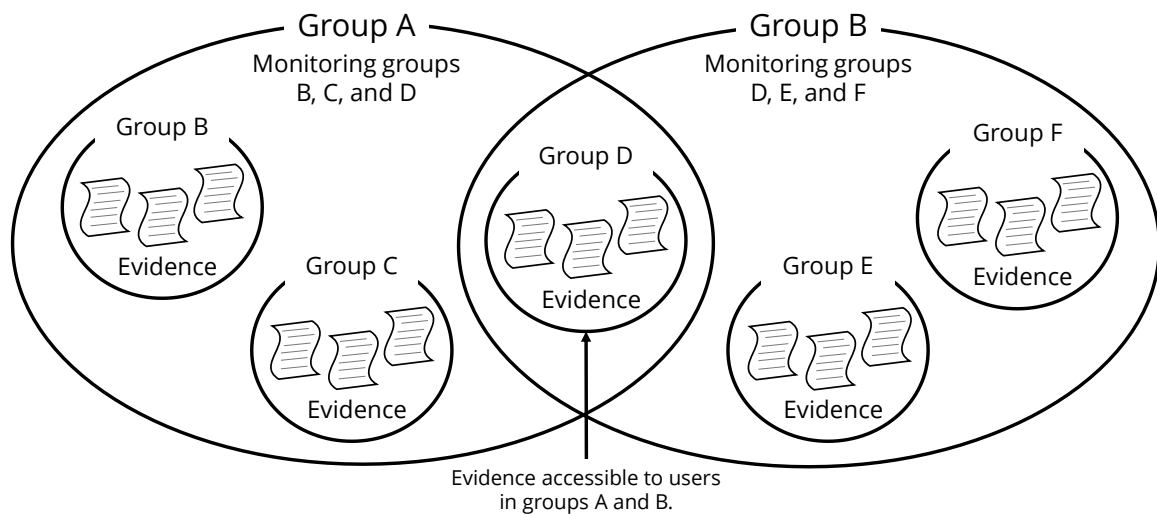 Group A
Monitoring groups
B, C, and D
Group B
Monitoring groups
D, E, and F
Group B
Evidence
Group C
Evidence
Group D
Evidence
Group E
Evidence
Group F
Evidence
Evidence accessible to users
in groups A and B.